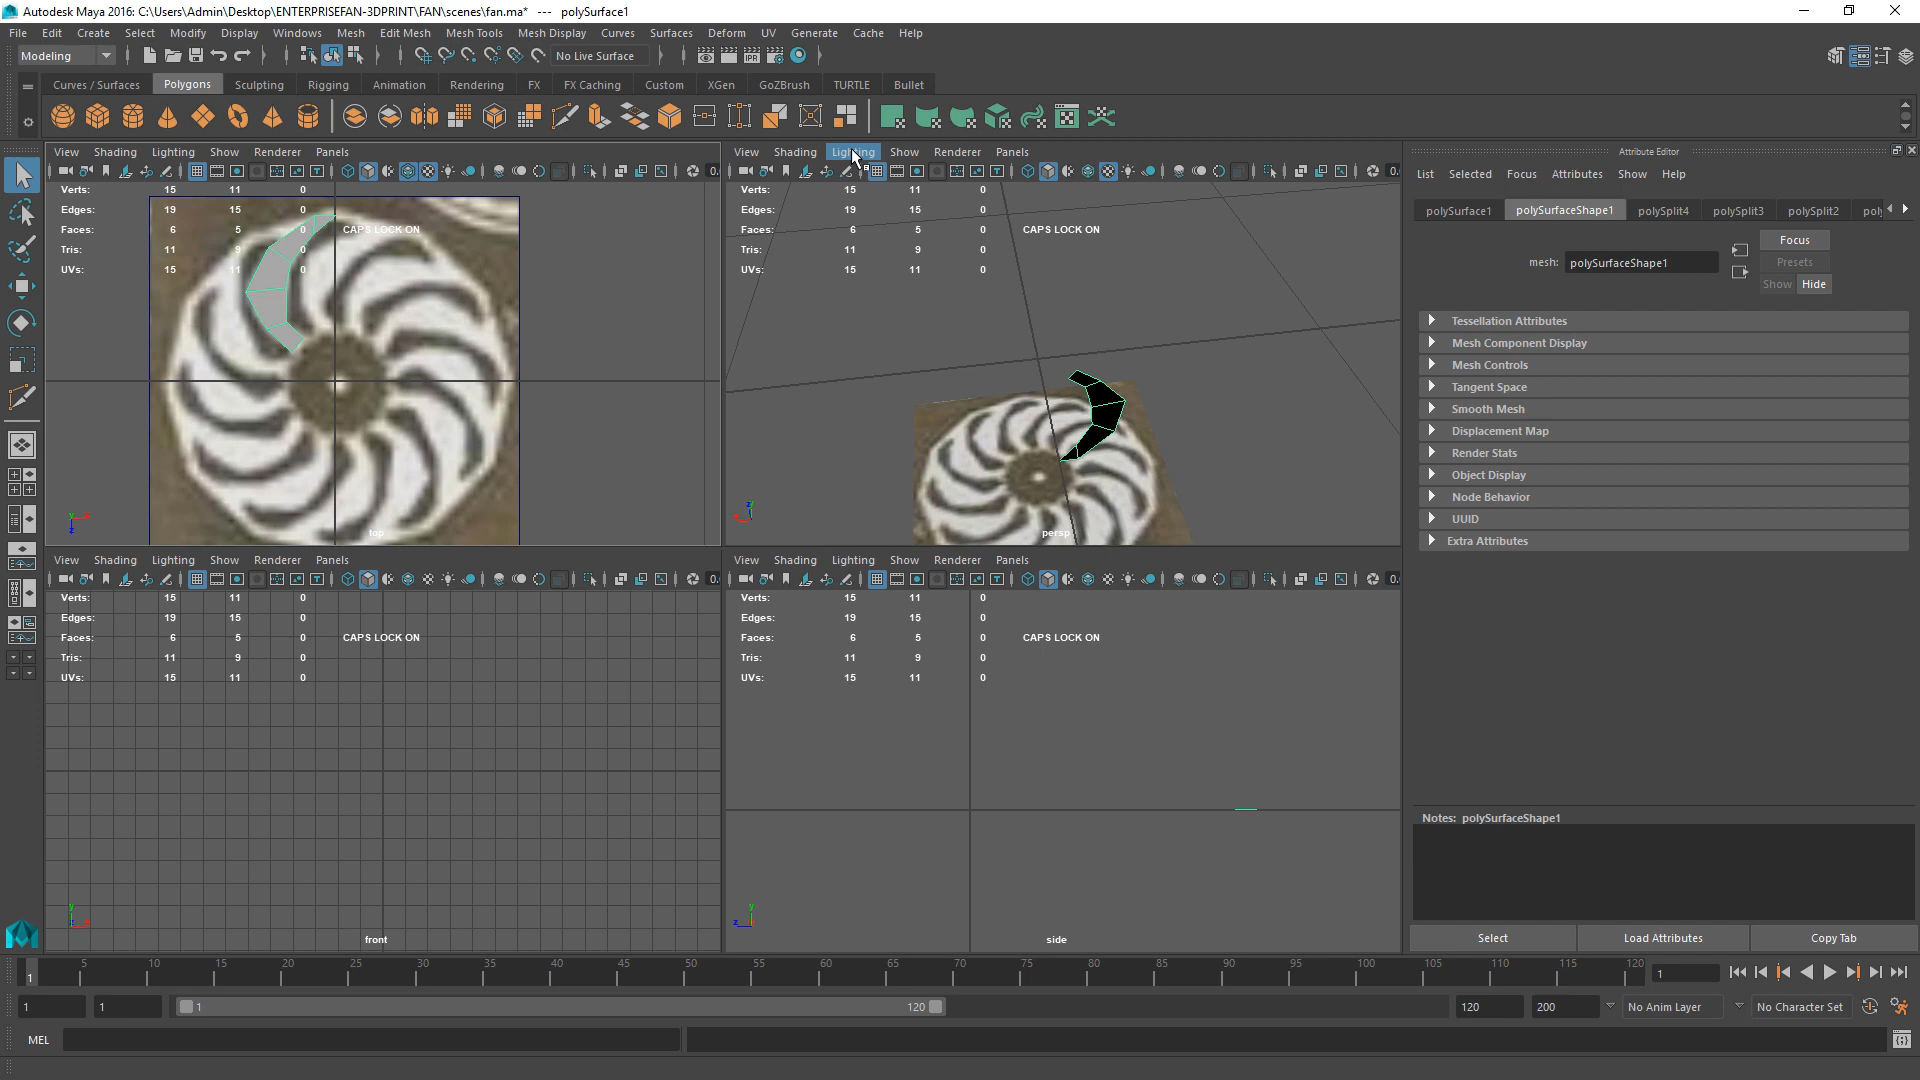 Autodesk Maya 2016: C:\Users\Admin\Desktop\ENTERPRISEFAN-3DPRINT\FAN\scenes\fan.ma* --- polySurface1
File Edit Create Select Modify Display Windows Mesh Edit Mesh Mesh Tools Mesh Display Curves Surfaces Deform UV Generate Cache Help
Modeling No Live Surface
Curves / Surfaces Polygons Sculpting Rigging Animation Rendering FX FX Caching Custom XGen GoZBrush TURTLE Bullet
View Shading Lighting Show Renderer Panels
0.
Verts: 15 11 0
Edges: 19 15 0
Faces: 6 5 0 CAPS LOCK ON
Tris: 11 9 0
UVs: 15 11 0
top
View Shading Lighting Show Renderer Panels
0.
Verts: 15 11 0
Edges: 19 15 0
Faces: 6 5 0 CAPS LOCK ON
Tris: 11 9 0
UVs: 15 11 0
persp
View Shading Lighting Show Renderer Panels
0.
Verts: 15 11 0
Edges: 19 15 0
Faces: 6 5 0 CAPS LOCK ON
Tris: 11 9 0
UVs: 15 11 0
front
View Shading Lighting Show Renderer Panels
0.
Verts: 15 11 0
Edges: 19 15 0
Faces: 6 5 0 CAPS LOCK ON
Tris: 11 9 0
UVs: 15 11 0
side
Attribute Editor
List Selected Focus Attributes Show Help
polySurface1 polySurfaceShape1 polySplit4 polySplit3 polySplit2 poly
Focus
mesh: polySurfaceShape1 Presets
Show Hide
Tessellation Attributes
Mesh Component Display
Mesh Controls
Tangent Space
Smooth Mesh
Displacement Map
Render Stats
Object Display
Node Behavior
UUID
Extra Attributes
Notes: polySurfaceShape1
Select Load Attributes Copy Tab
1 5 10 15 20 25 30 35 40 45 50 55 60 65 70 75 80 85 90 95 100 105 110 115 120 1
1 1 1 120 120 200 No Anim Layer No Character Set
MEL